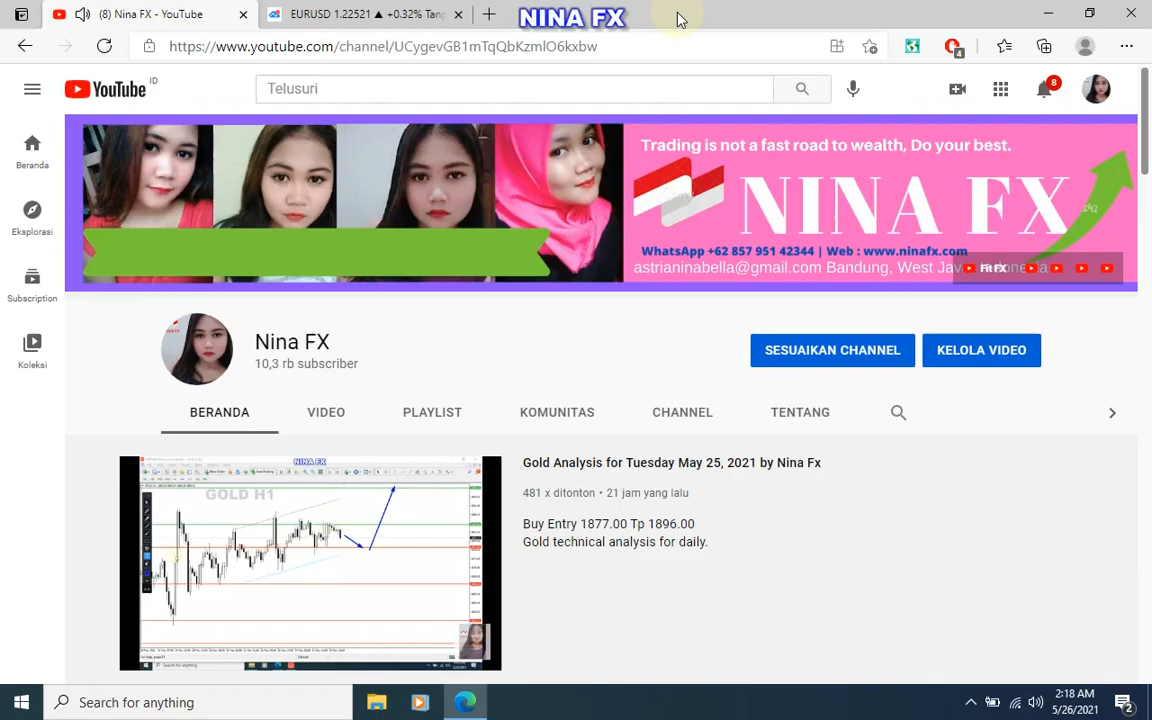 (8) Nina FX - YouTube
EURUSD 1.22521 ▲ +0.32%
NINA FX
https://www.youtube.com/channel/UCygevGB1mTqQbKzmlO6kxbw
4
YouTube ID
Telusuri
8
Beranda
Eksplorasi
Subscription
Koleksi
Trading is not a fast road to wealth, Do your best.
NINA FX
WhatsApp +62 857 951 42344 | Web : www.ninafx.com
astrianinabella@gmail.com Bandung, West
Nina FX
10,3 rb subscriber
SESUAIKAN CHANNEL
KELOLA VIDEO
BERANDA
VIDEO
PLAYLIST
KOMUNITAS
CHANNEL
TENTANG
NINA FX
GOLD H1
Gold Analysis for Tuesday May 25, 2021 by Nina Fx
481 x ditonton • 21 jam yang lalu
Buy Entry 1877.00 Tp 1896.00
Gold technical analysis for daily.
Search for anything
2:18 AM
5/26/2021
2